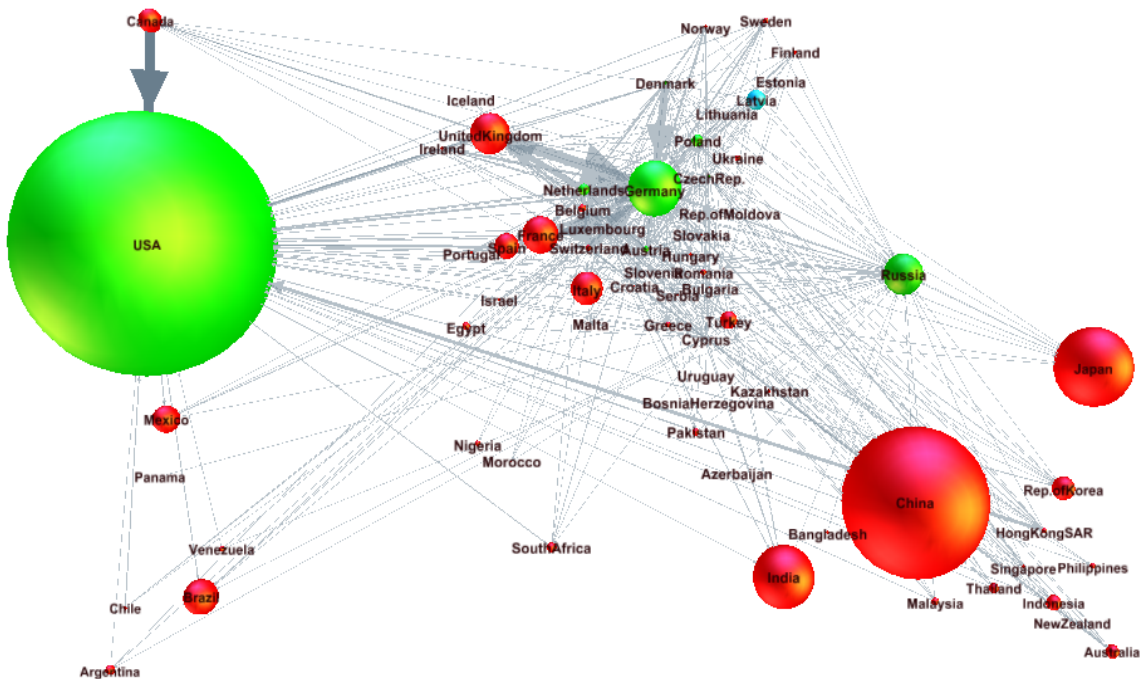 Canada
Norway
Sweden
Finland
Denmark
Estonia
Iceland
Latvia
Lithuania
UnitedKingdom
Ireland
Poland
Ukraine
CzechRep.
Netherlands
Germany
Belgium
Rep.ofMoldova
Luxembourg
France
Slovakia
USA
Portugal
Spain
Switzerland
Austria
Hungary
Slovenia
Romania
Russia
Croatia
Bulgaria
Italy
Serbia
Israel
Egypt
Malta
Greece
Turkey
Cyprus
Japan
Uruguay
Kazakhstan
BosniaHerzegovina
Mexico
Pakistan
Nigeria
Morocco
Panama
Azerbaijan
Rep.ofKorea
China
Bangladesh
HongKongSAR
Venezuela
SouthAfrica
Singapore
Philippines
India
Thailand
Brazil
Chile
Malaysia
Indonesia
NewZealand
Australia
Argentina